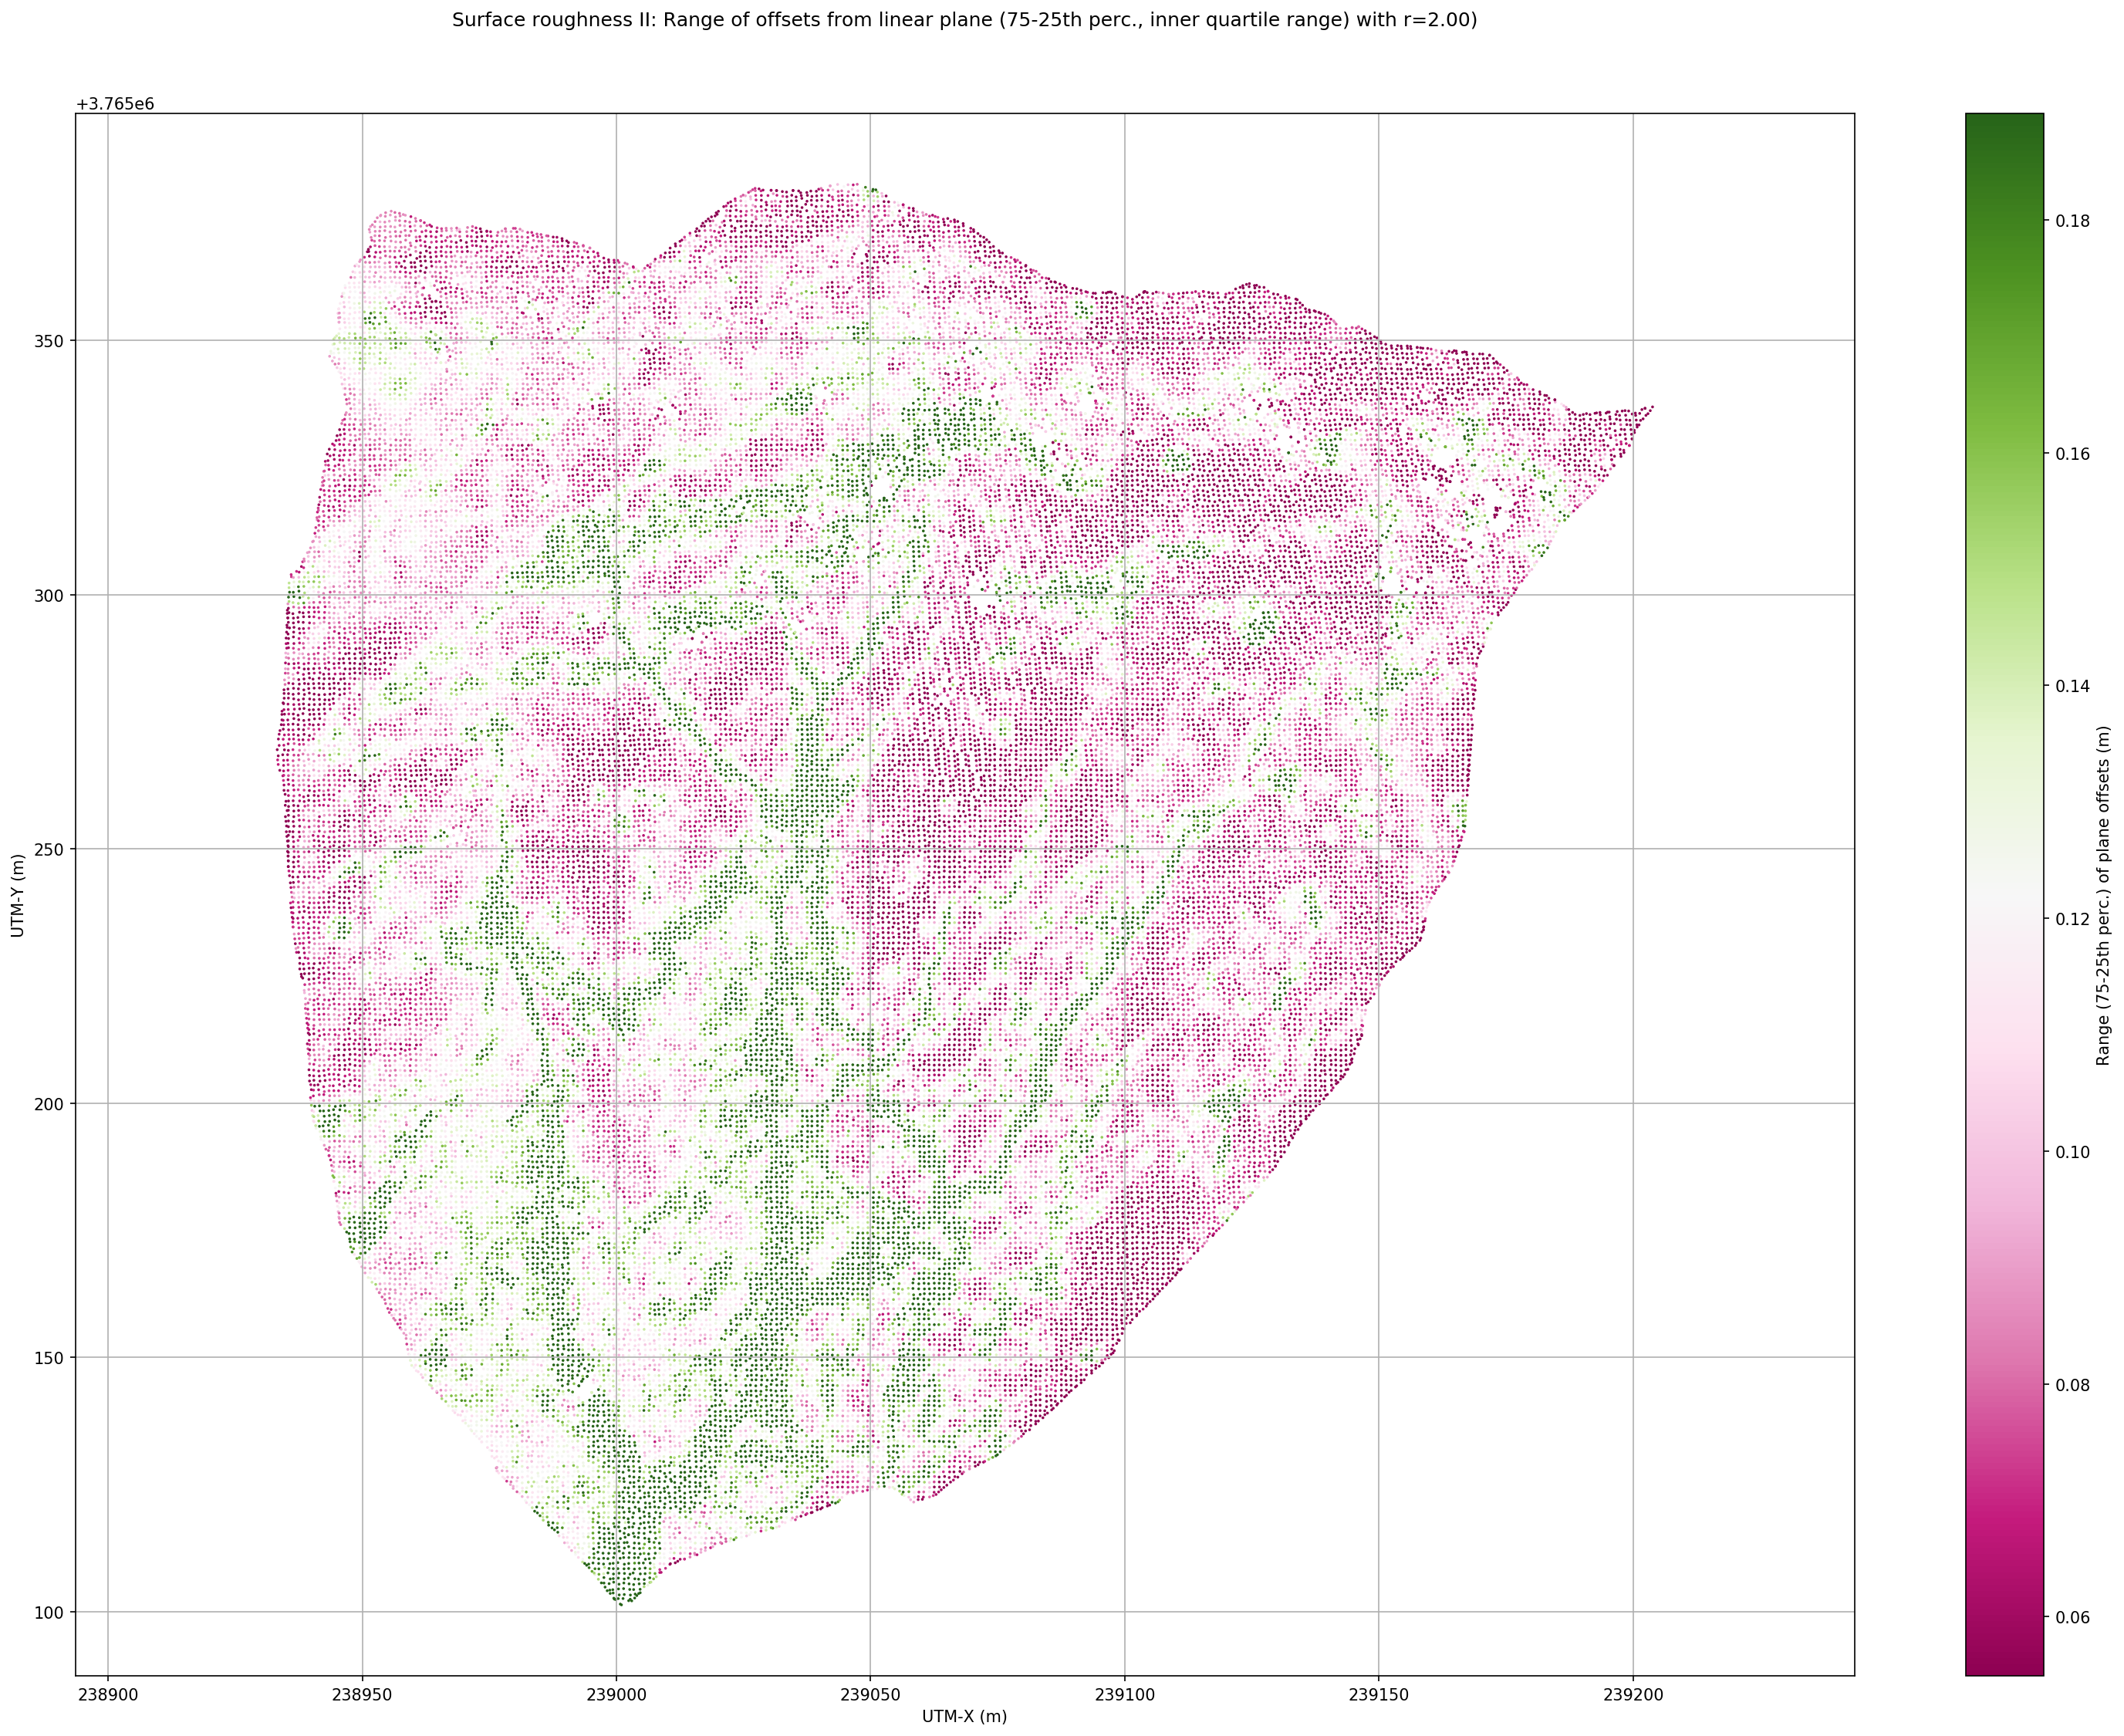 Surface roughness II: Range of offsets from linear plane (75-25th perc., inner quartile range) with r=2.00)
+3.765e6
350
300
250
200
150
100
UTM-Y (m)
238900 238950 239000 239050 239100 239150 239200
UTM-X (m)
0.18
0.16
0.14
0.12
0.10
0.08
0.06
Range (75-25th perc.) of plane offsets (m)